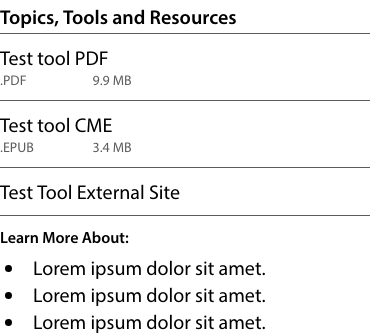 Topics, Tools and Resources
Test tool PDF
.PDF 9.9 MB
Test tool CME
.EPUB 3.4 MB
Test Tool External Site
Learn More About:
• Lorem ipsum dolor sit amet.
• Lorem ipsum dolor sit amet.
• Lorem ipsum dolor sit amet.